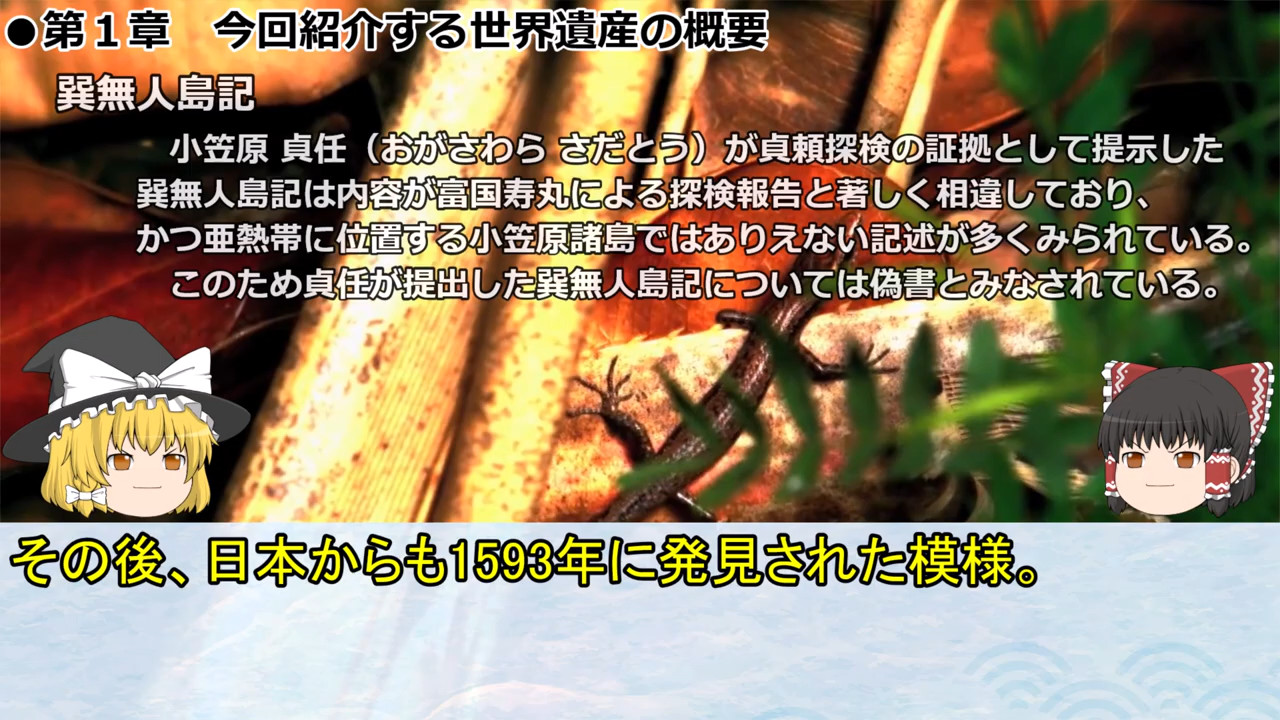 ●第１章　今回紹介する世界遺産の概要
巽無人島記
小笠原 貞任（おがさわら さだとう）が貞頼探検の証拠として提示した
巽無人島記は内容が富国寿丸による探検報告と著しく相違しており、
かつ亜熱帯に位置する小笠原諸島ではありえない記述が多くみられている。
このため貞任が提出した巽無人島記については偽書とみなされている。
その後、日本からも1593年に発見された模様。